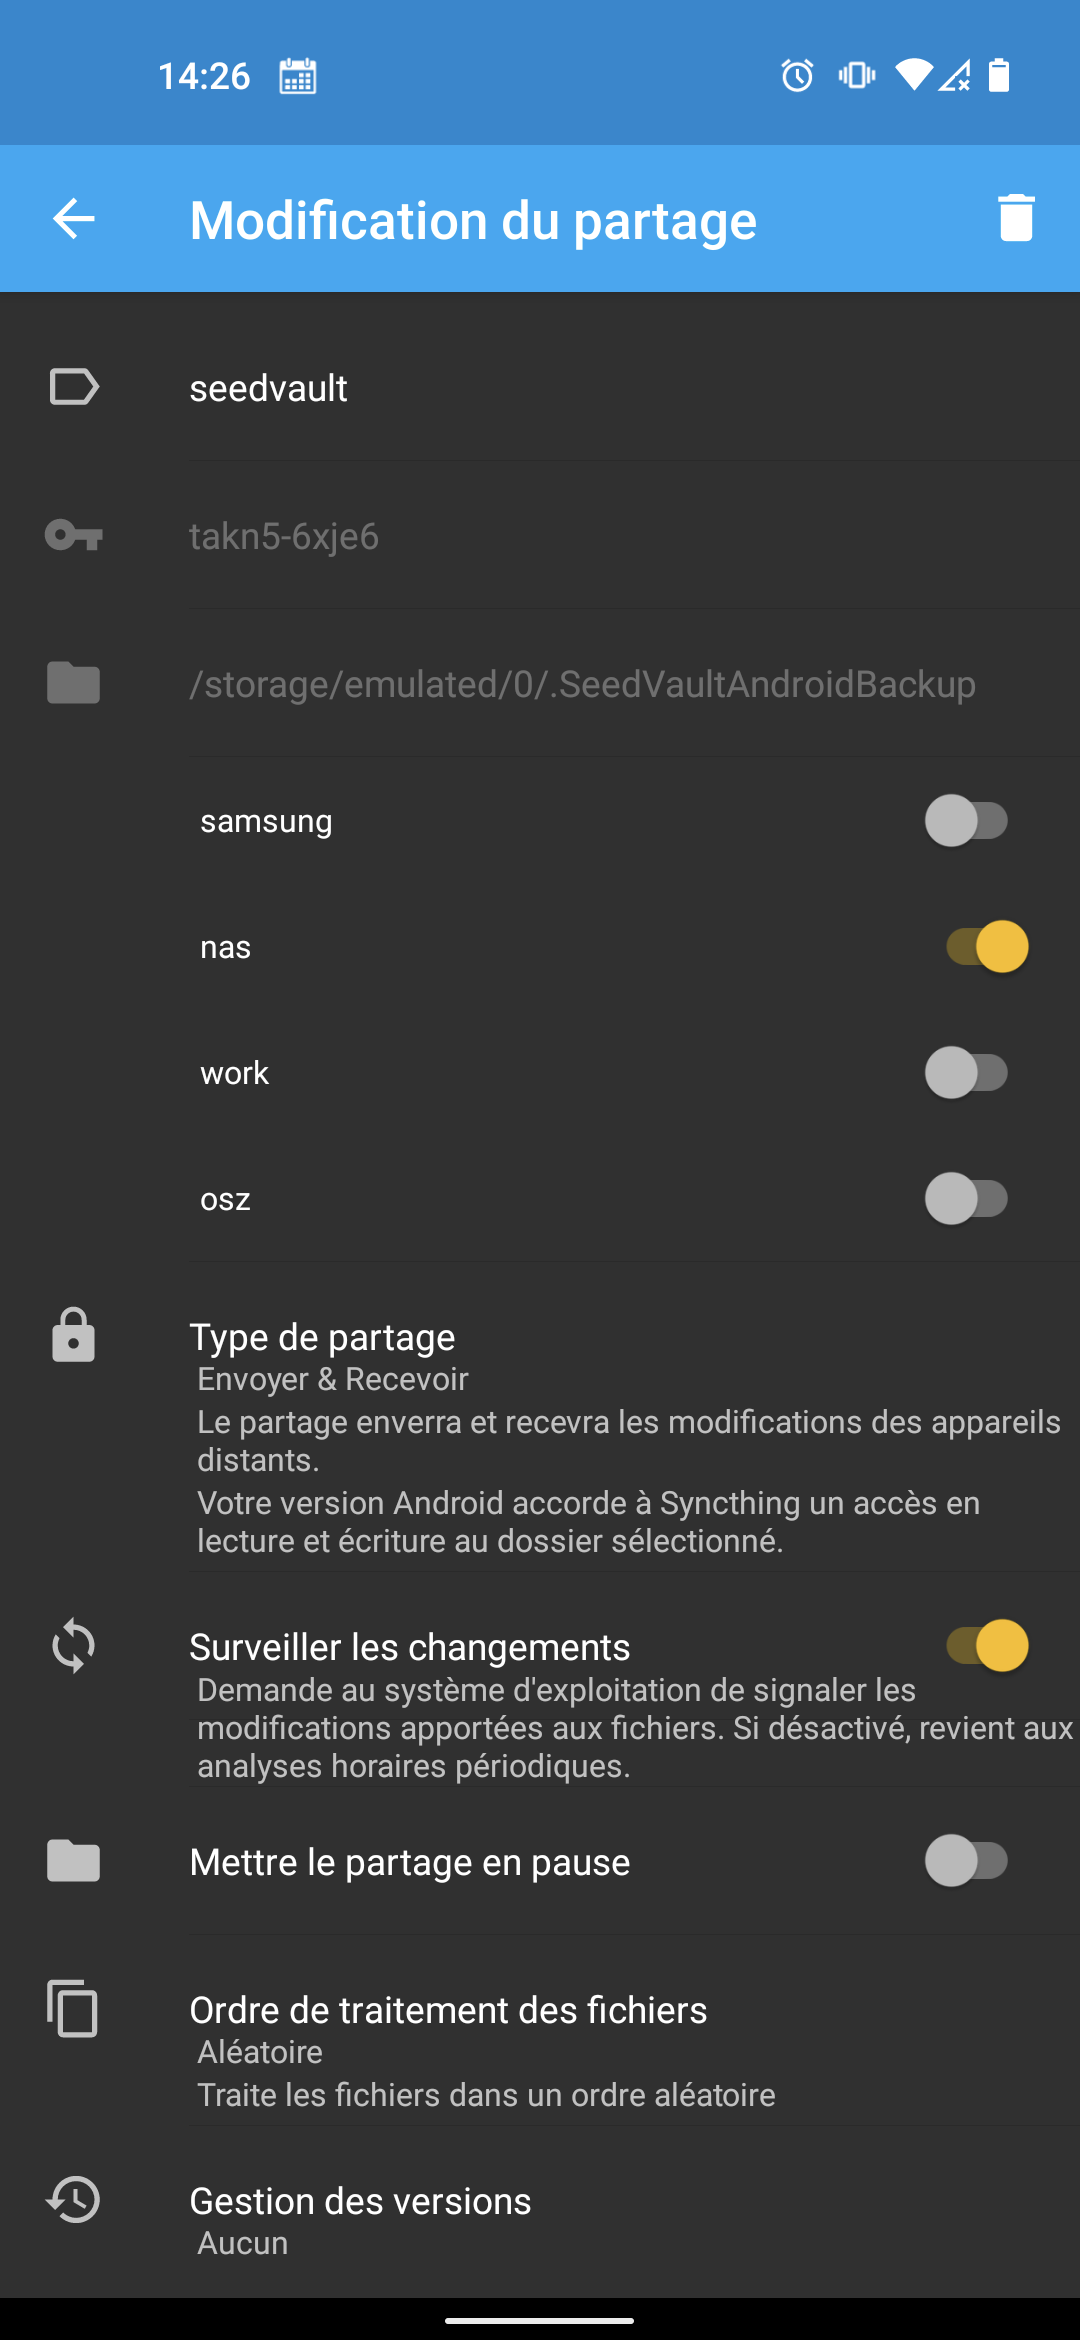 14:26
Modification du partage
seedvault
takn5-6xje6
/storage/emulated/0/.SeedVaultAndroidBackup
samsung
nas
work
osz
Type de partage
Envoyer & Recevoir
Le partage enverra et recevra les modifications des appareils
distants.
Votre version Android accorde à Syncthing un accès en
lecture et écriture au dossier sélectionné.
Surveiller les changements
Demande au système d'exploitation de signaler les
modifications apportées aux fichiers. Si désactivé, revient aux
analyses horaires périodiques.
Mettre le partage en pause
Ordre de traitement des fichiers
Aléatoire
Traite les fichiers dans un ordre aléatoire
Gestion des versions
Aucun